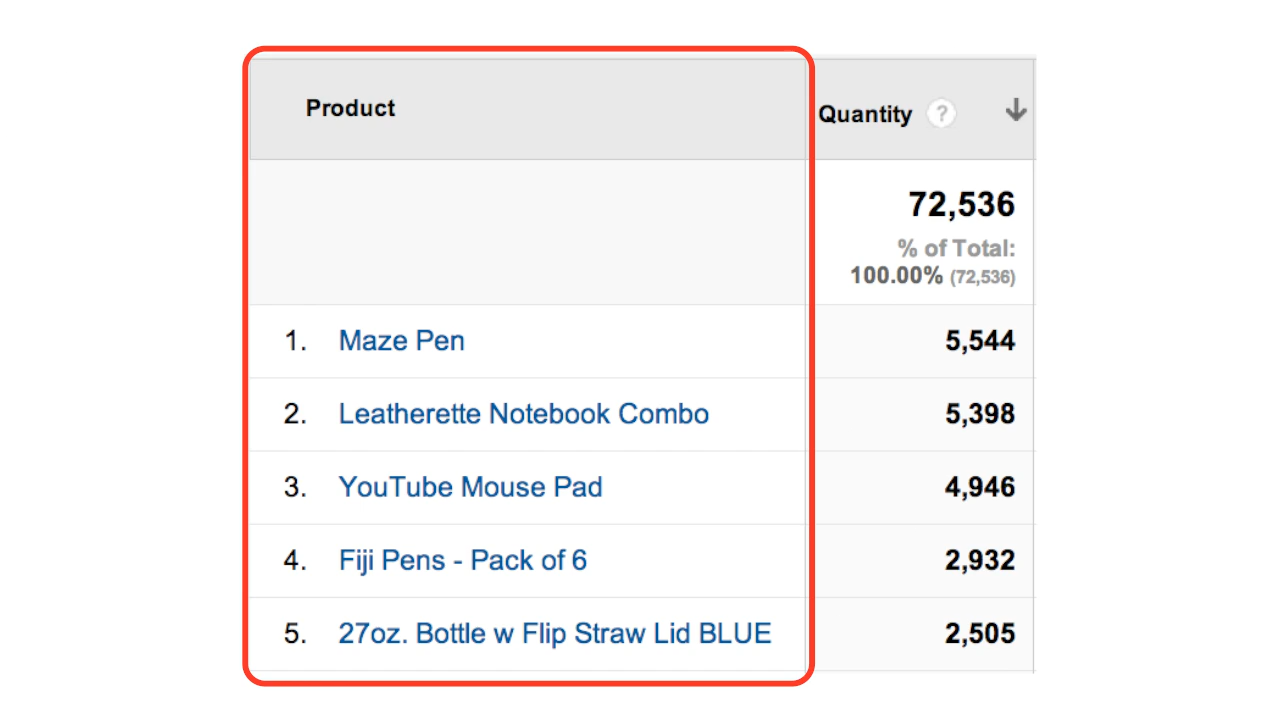 Product
Quantity ?
72,536
% of Total:
100.00% (72,536)
1. Maze Pen 5,544
2. Leatherette Notebook Combo 5,398
3. YouTube Mouse Pad 4,946
4. Fiji Pens - Pack of 6 2,932
5. 27oz. Bottle w Flip Straw Lid BLUE 2,505